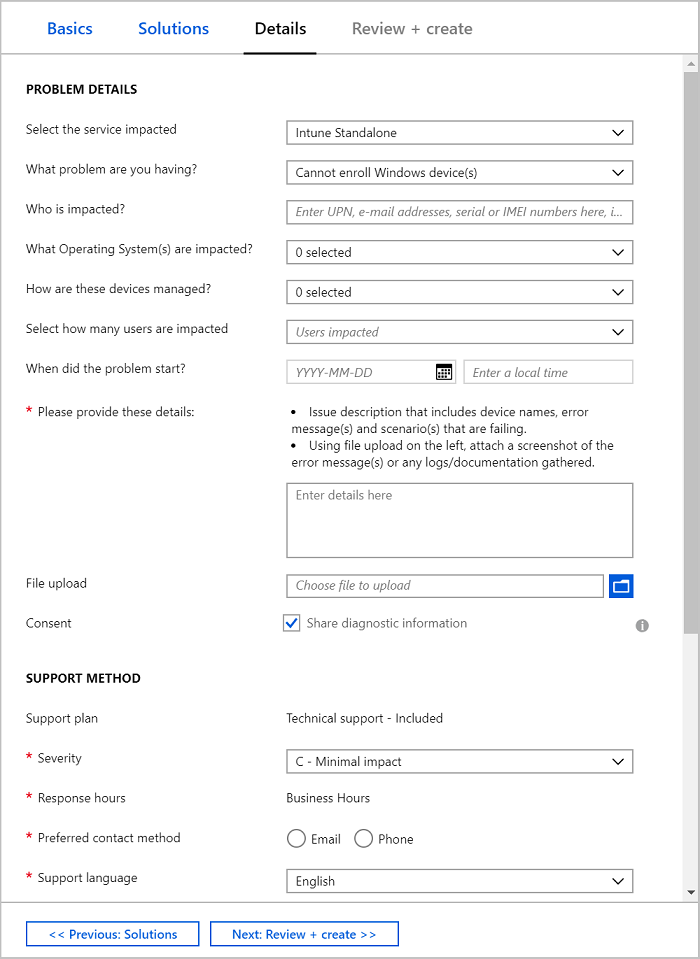 Basics Solutions Details Review + create
PROBLEM DETAILS
Select the service impacted Intune Standalone
What problem are you having? Cannot enroll Windows device(s)
Who is impacted? Enter UPN, e-mail addresses, serial or IMEI numbers here, i...
What Operating System(s) are impacted? 0 selected
How are these devices managed? 0 selected
Select how many users are impacted Users impacted
When did the problem start? YYYY-MM-DD Enter a local time
* Please provide these details: • Issue description that includes device names, error
message(s) and scenario(s) that are failing.
• Using file upload on the left, attach a screenshot of the
error message(s) or any logs/documentation gathered.
Enter details here
File upload Choose file to upload
Consent Share diagnostic information
SUPPORT METHOD
Support plan Technical support - Included
* Severity C - Minimal impact
* Response hours Business Hours
* Preferred contact method Email Phone
* Support language English
<< Previous: Solutions Next: Review + create >>